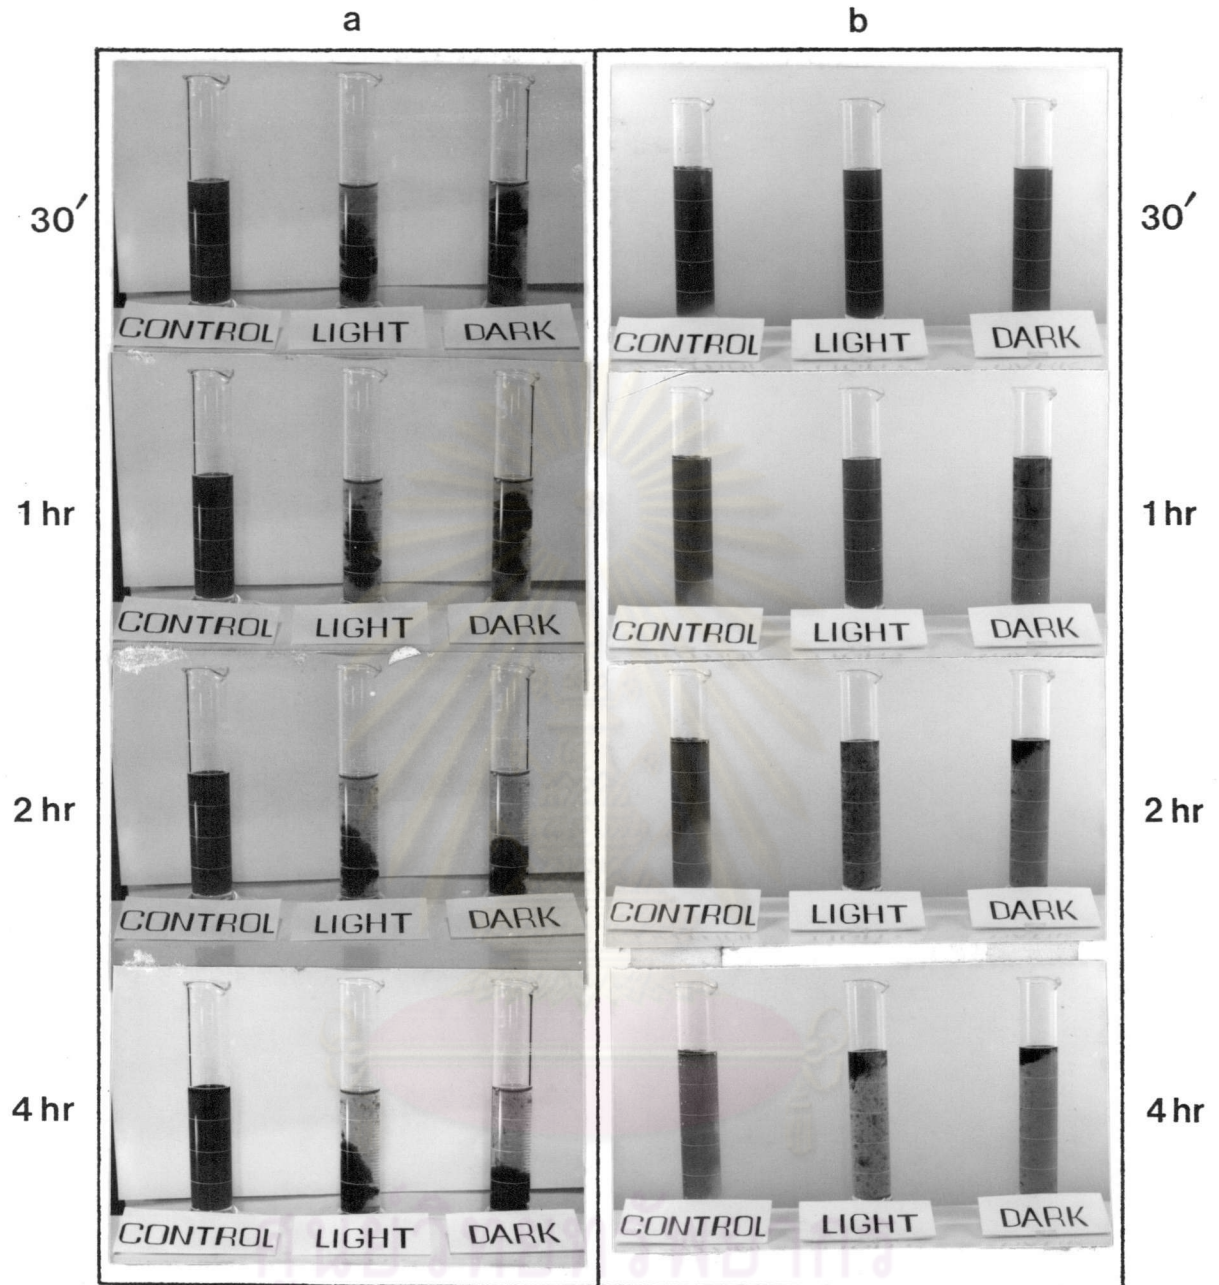 a b
30′ CONTROL LIGHT DARK CONTROL LIGHT DARK 30′
1 hr CONTROL LIGHT DARK CONTROL LIGHT DARK 1 hr
2 hr CONTROL LIGHT DARK CONTROL LIGHT DARK 2 hr
4 hr CONTROL LIGHT DARK CONTROL LIGHT DARK 4 hr